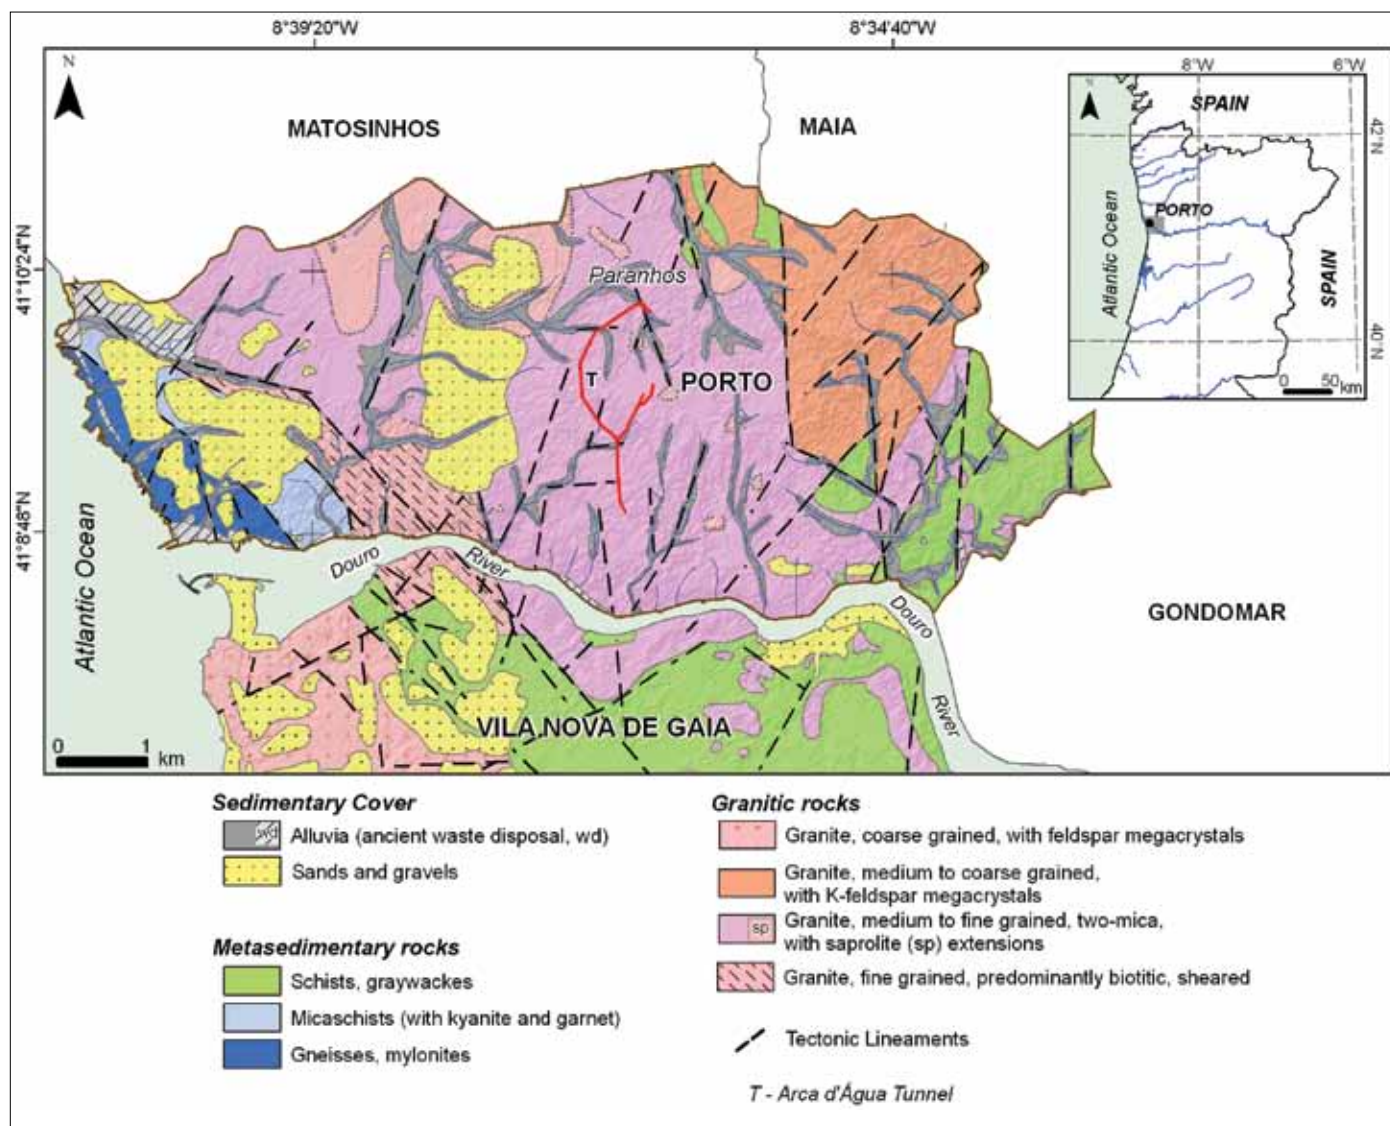 8°39'20"W
8°34'40"W
N
MATOSINHOS
MAIA
41°10'24"N
41°8'48"N
Paranhos
T
PORTO
Douro
River
Atlantic Ocean
Douro
River
GONDOMAR
VILA NOVA DE GAIA
0 1
km
N
8°W
6°W
SPAIN
42°N
PORTO
Atlantic Ocean
SPAIN
40°N
0 50
km
Sedimentary Cover
wd
Alluvia (ancient waste disposal, wd)
Sands and gravels
Metasedimentary rocks
Schists, graywackes
Micaschists (with kyanite and garnet)
Gneisses, mylonites
Granitic rocks
Granite, coarse grained, with feldspar megacrystals
Granite, medium to coarse grained,
with K-feldspar megacrystals
sp
Granite, medium to fine grained, two-mica,
with saprolite (sp) extensions
Granite, fine grained, predominantly biotitic, sheared
Tectonic Lineaments
T - Arca d'Água Tunnel